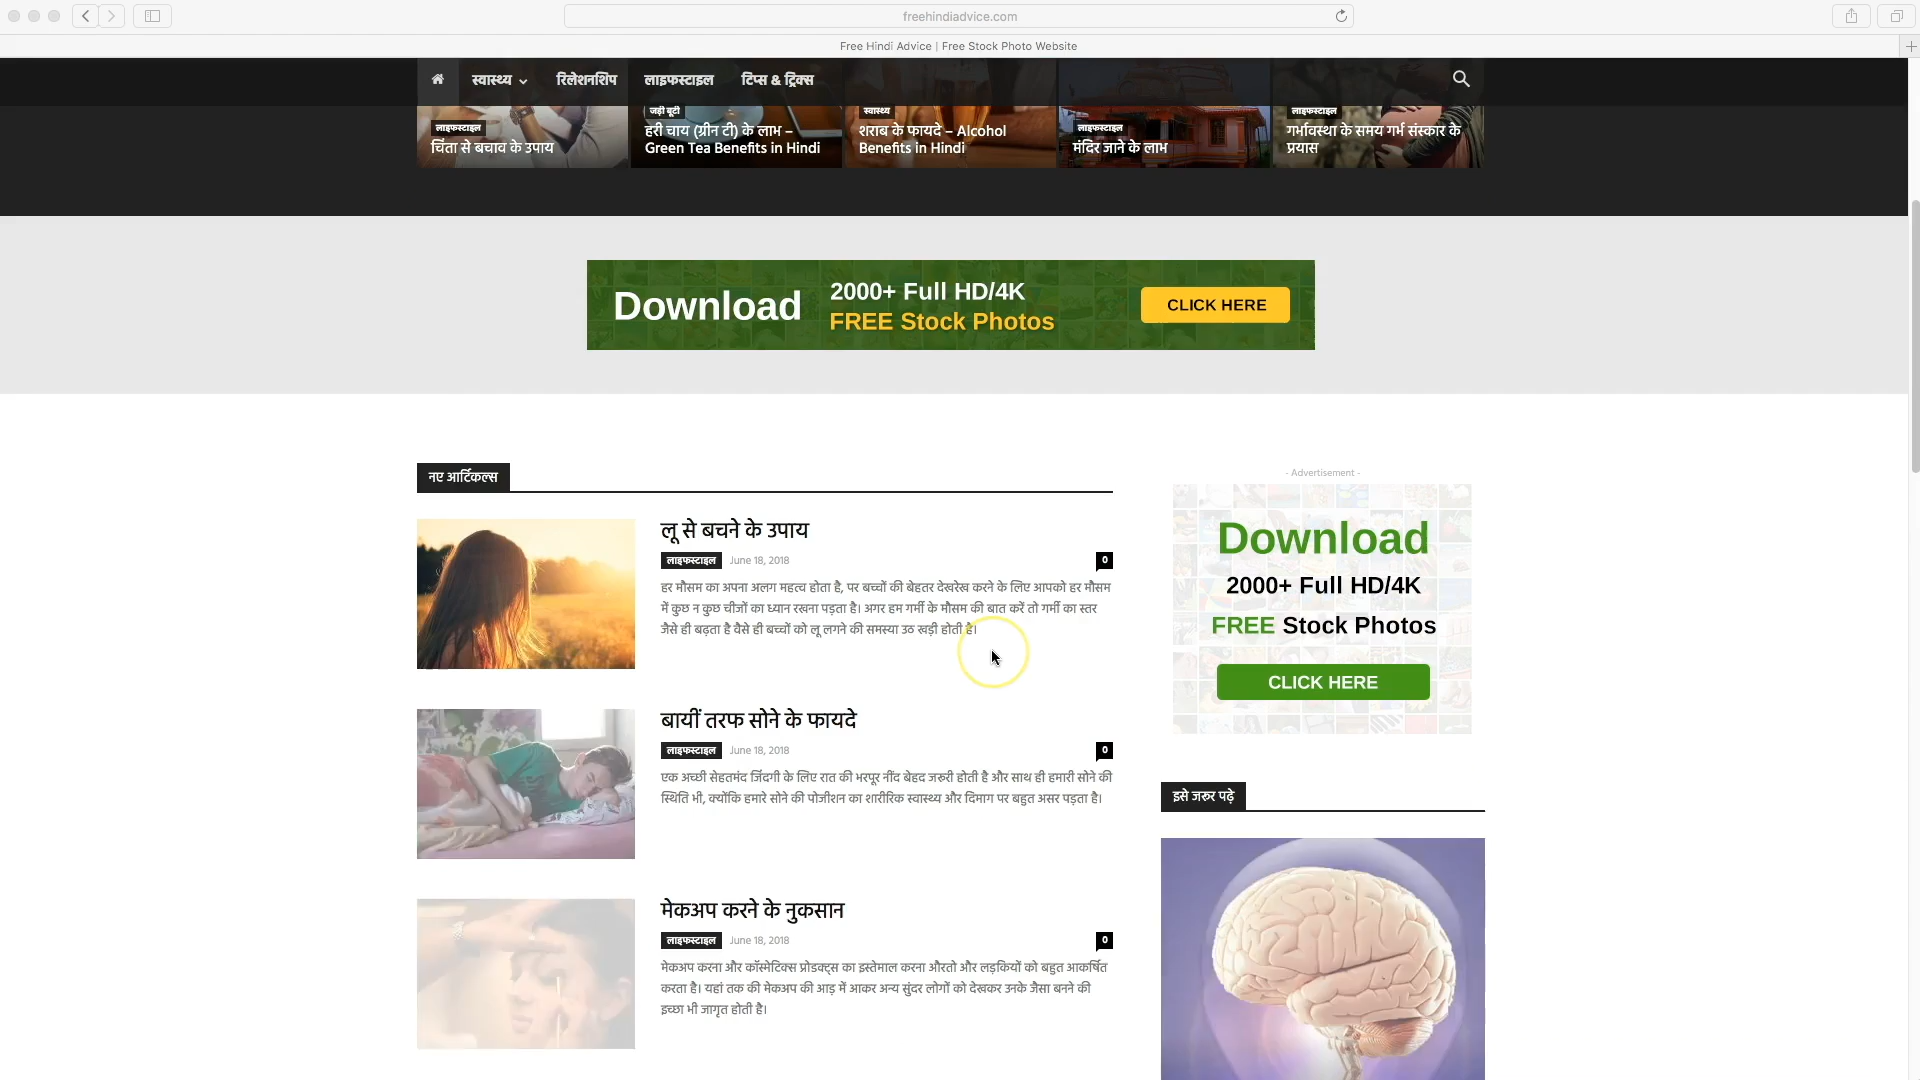 freehindiadvice.com
Free Hindi Advice | Free Stock Photo Website
स्वास्थ्य
रिलेशनशिप
लाइफस्टाइल
टिप्स & ट्रिक्स
लाइफस्टाइल
चिंता से बचाव के उपाय
जड़ी बूटी
हरी चाय (ग्रीन टी) के लाभ –
Green Tea Benefits in Hindi
स्वास्थ्य
शराब के फायदे – Alcohol
Benefits in Hindi
लाइफस्टाइल
मंदिर जाने के लाभ
लाइफस्टाइल
गर्भावस्था के समय गर्भ संस्कार के
प्रयास
Download
2000+ Full HD/4K
FREE Stock Photos
CLICK HERE
नए आर्टिकल्स
लू से बचने के उपाय
लाइफस्टाइल June 18, 2018 0
हर मौसम का अपना अलग महत्व होता है, पर बच्चों की बेहतर देखरेख करने के लिए आपको हर मौसम
में कुछ न कुछ चीजों का ध्यान रखना पड़ता है। अगर हम गर्मी के मौसम की बात करें तो गर्मी का स्तर
जैसे ही बढ़ता है वैसे ही बच्चों को लू लगने की समस्या उठ खड़ी होती है।
बायीं तरफ सोने के फायदे
लाइफस्टाइल June 18, 2018 0
एक अच्छी सेहतमंद जिंदगी के लिए रात की भरपूर नींद बेहद जरूरी होती है और साथ ही हमारी सोने की
स्थिति भी, क्योंकि हमारे सोने की पोजीशन का शारीरिक स्वास्थ्य और दिमाग पर बहुत असर पड़ता है।
मेकअप करने के नुकसान
लाइफस्टाइल June 18, 2018 0
मेकअप करना और कॉस्मेटिक्स प्रोडक्ट्स का इस्तेमाल करना औरतो और लड़कियों को बहुत आकर्षित
करता है। यहां तक की मेकअप की आड़ में आकर अन्य सुंदर लोगों को देखकर उनके जैसा बनने की
इच्छा भी जागृत होती है।
- Advertisement -
Download
2000+ Full HD/4K
FREE Stock Photos
CLICK HERE
इसे जरूर पढ़े